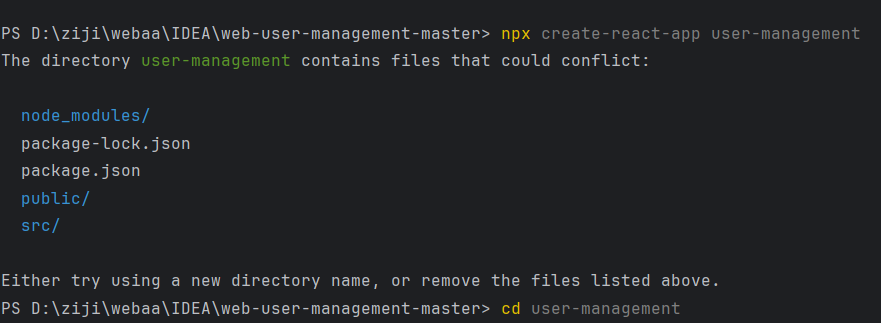 PS D:\ziji\webaa\IDEA\web-user-management-master> npx create-react-app user-management
The directory user-management contains files that could conflict:
node_modules/
package-lock.json
package.json
public/
src/
Either try using a new directory name, or remove the files listed above.
PS D:\ziji\webaa\IDEA\web-user-management-master> cd user-management